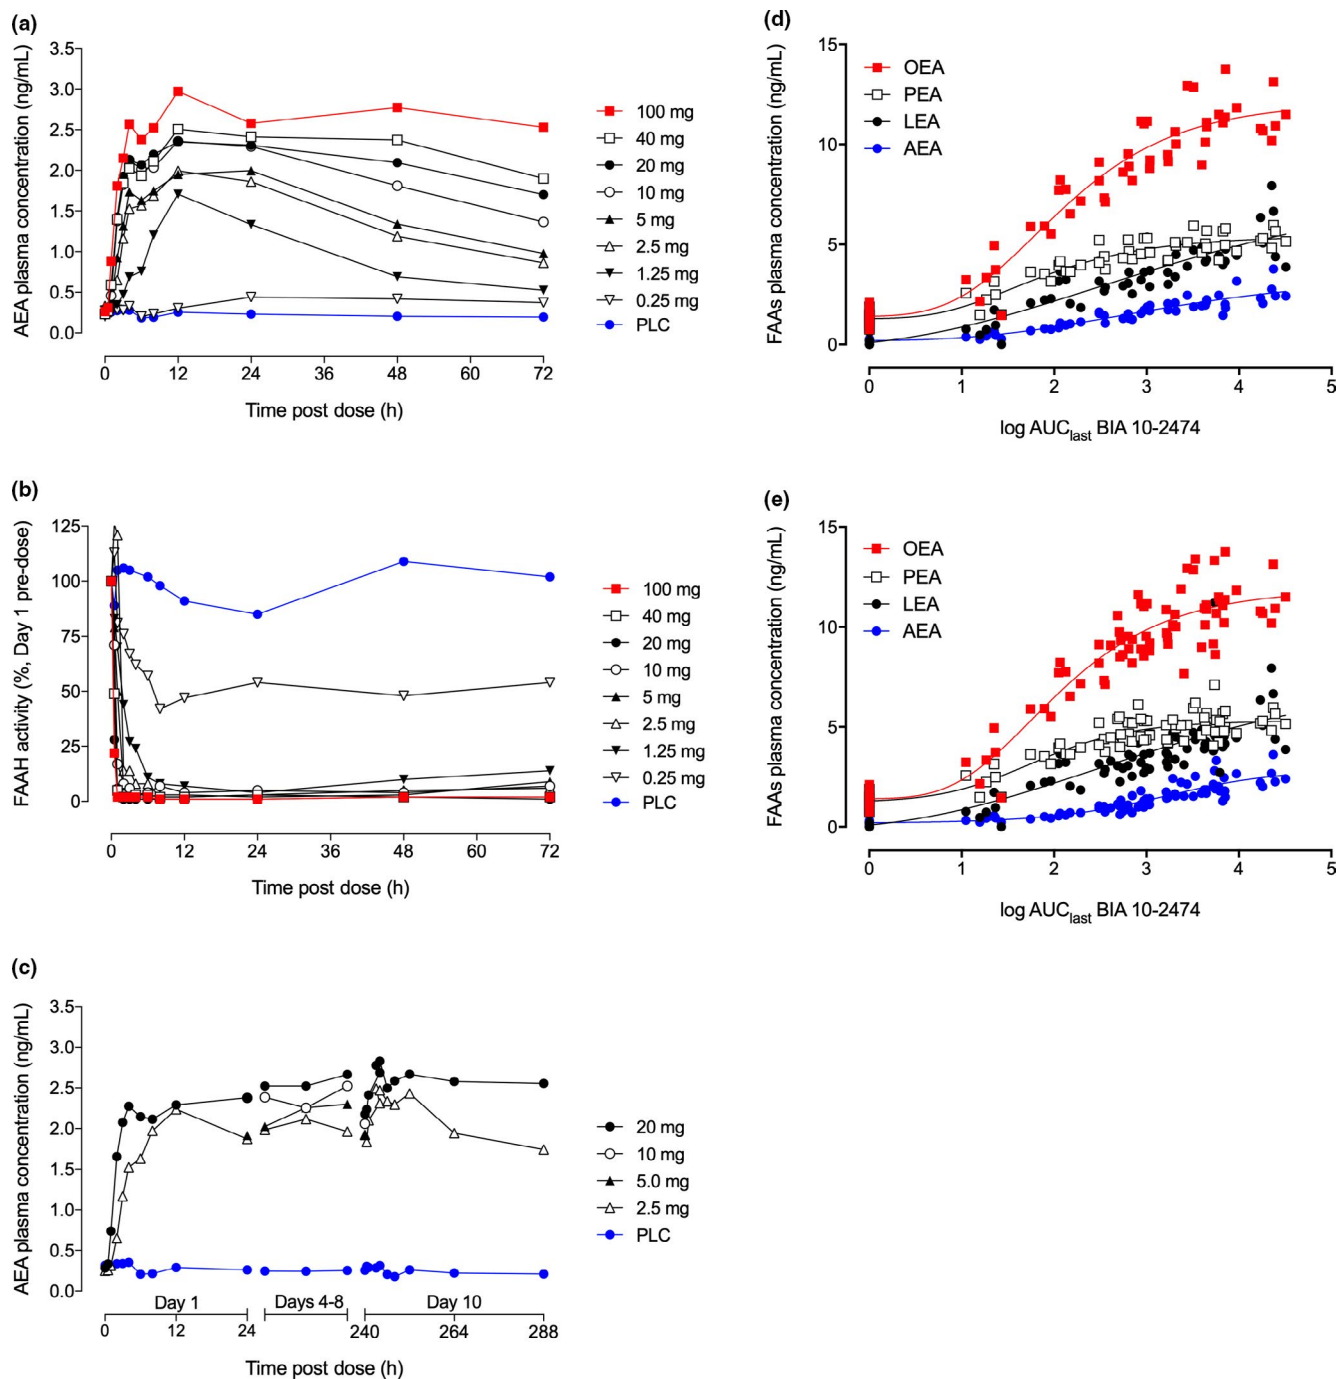 (a)
AEA plasma concentration (ng/mL)
3.5
3.0
2.5
2.0
1.5
1.0
0.5
0.0
0 12 24 36 48 60 72
Time post dose (h)
100 mg
40 mg
20 mg
10 mg
5 mg
2.5 mg
1.25 mg
0.25 mg
PLC
(b)
FAAH activity (%, Day 1 pre-dose)
125
100
75
50
25
0
0 12 24 36 48 60 72
Time post dose (h)
100 mg
40 mg
20 mg
10 mg
5 mg
2.5 mg
1.25 mg
0.25 mg
PLC
(c)
AEA plasma concentration (ng/mL)
3.5
3.0
2.5
2.0
1.5
1.0
0.5
0.0
Day 1 Days 4-8 Day 10
0 12 24 240 264 288
Time post dose (h)
20 mg
10 mg
5.0 mg
2.5 mg
PLC
(d)
FAAs plasma concentration (ng/mL)
15
10
5
0
OEA
PEA
LEA
AEA
0 1 2 3 4 5
log AUClast BIA 10-2474
(e)
FAAs plasma concentration (ng/mL)
15
10
5
0
OEA
PEA
LEA
AEA
0 1 2 3 4 5
log AUClast BIA 10-2474